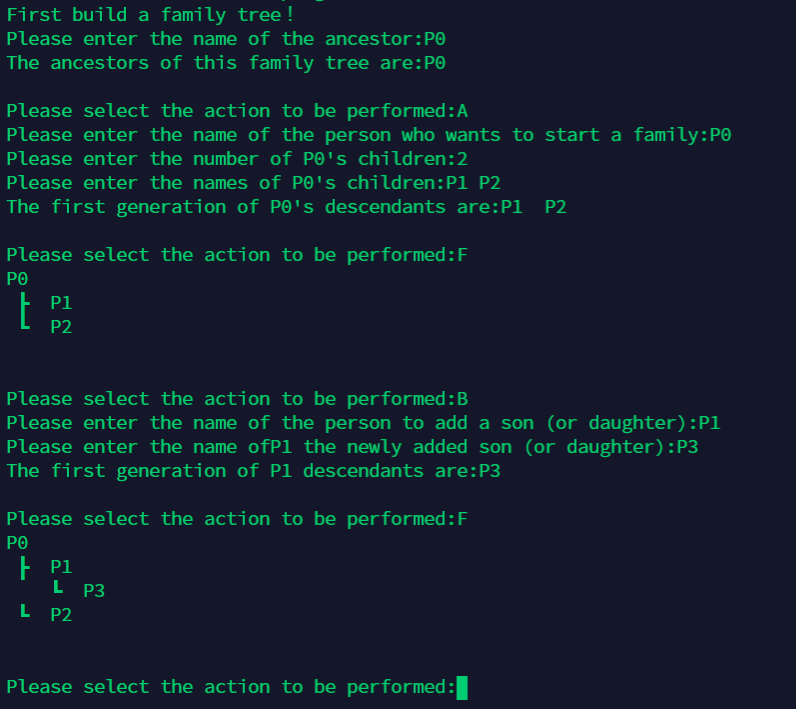 First build a family tree!
Please enter the name of the ancestor:P0
The ancestors of this family tree are:P0
Please select the action to be performed:A
Please enter the name of the person who wants to start a family:P0
Please enter the number of P0's children:2
Please enter the names of P0's children:P1 P2
The first generation of P0's descendants are:P1  P2
Please select the action to be performed:F
P0
┣  P1
┗  P2
Please select the action to be performed:B
Please enter the name of the person to add a son (or daughter):P1
Please enter the name ofP1 the newly added son (or daughter):P3
The first generation of P1 descendants are:P3
Please select the action to be performed:F
P0
┣  P1
   ┗  P3
┗  P2
Please select the action to be performed: